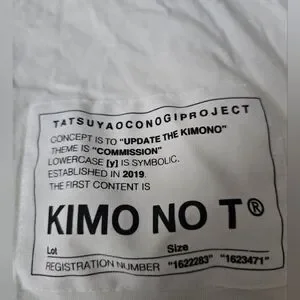 TATSUYAOCONOGIPROJECT
CONCEPT IS TO "UPDATE THE KIMONO"
THEME IS "COMMISSION"
LOWERCASE [y] IS SYMBOLIC.
ESTABLISHED IN 2019.
THE FIRST CONTENT IS
KIMO NO T®
Lot Size
REGISTRATION NUMBER "1622283" "1623471"